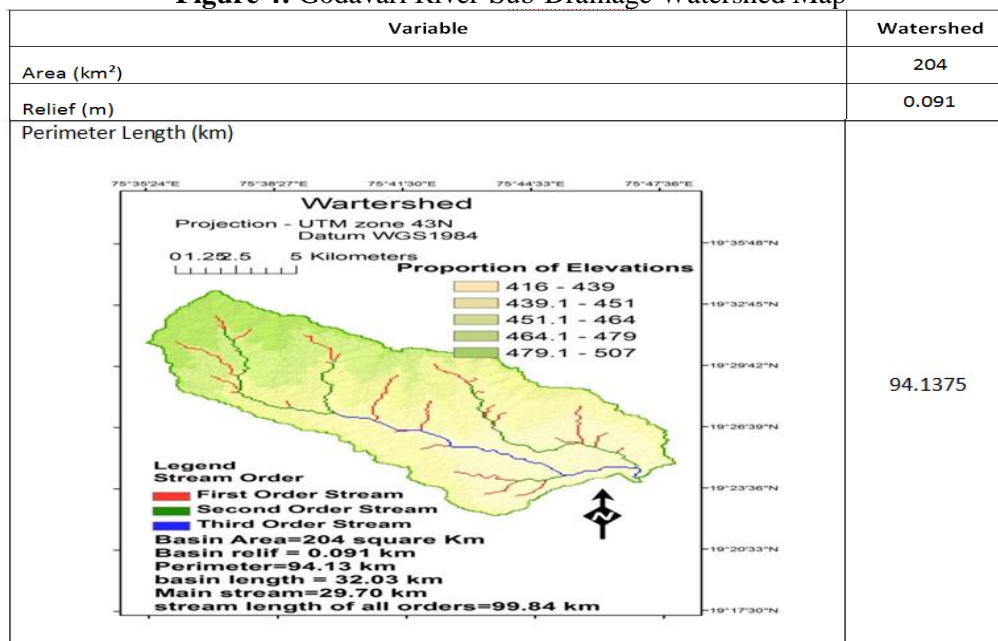 Figure 4: Godavari River Sub-Drainage Watershed Map
Variable Watershed
Area (km²) 204
Relief (m) 0.091
Perimeter Length (km)
75°35'24"E 75°38'27"E 75°41'30"E 75°44'33"E 75°47'36"E
Wartershed
Projection - UTM zone 43N
Datum WGS1984
0 1.25 2.5 5 Kilometers
Proportion of Elevations
416 - 439
439.1 - 451
451.1 - 464
464.1 - 479
479.1 - 507
19°35'48"N
19°32'45"N
19°29'42"N
19°26'39"N
19°23'36"N
19°20'33"N
19°17'30"N
94.1375
Legend
Stream Order
First Order Stream
Second Order Stream
Third Order Stream
Basin Area=204 square Km
Basin relif = 0.091 km
Perimeter=94.13 km
basin length = 32.03 km
Main stream=29.70 km
stream length of all orders=99.84 km
N